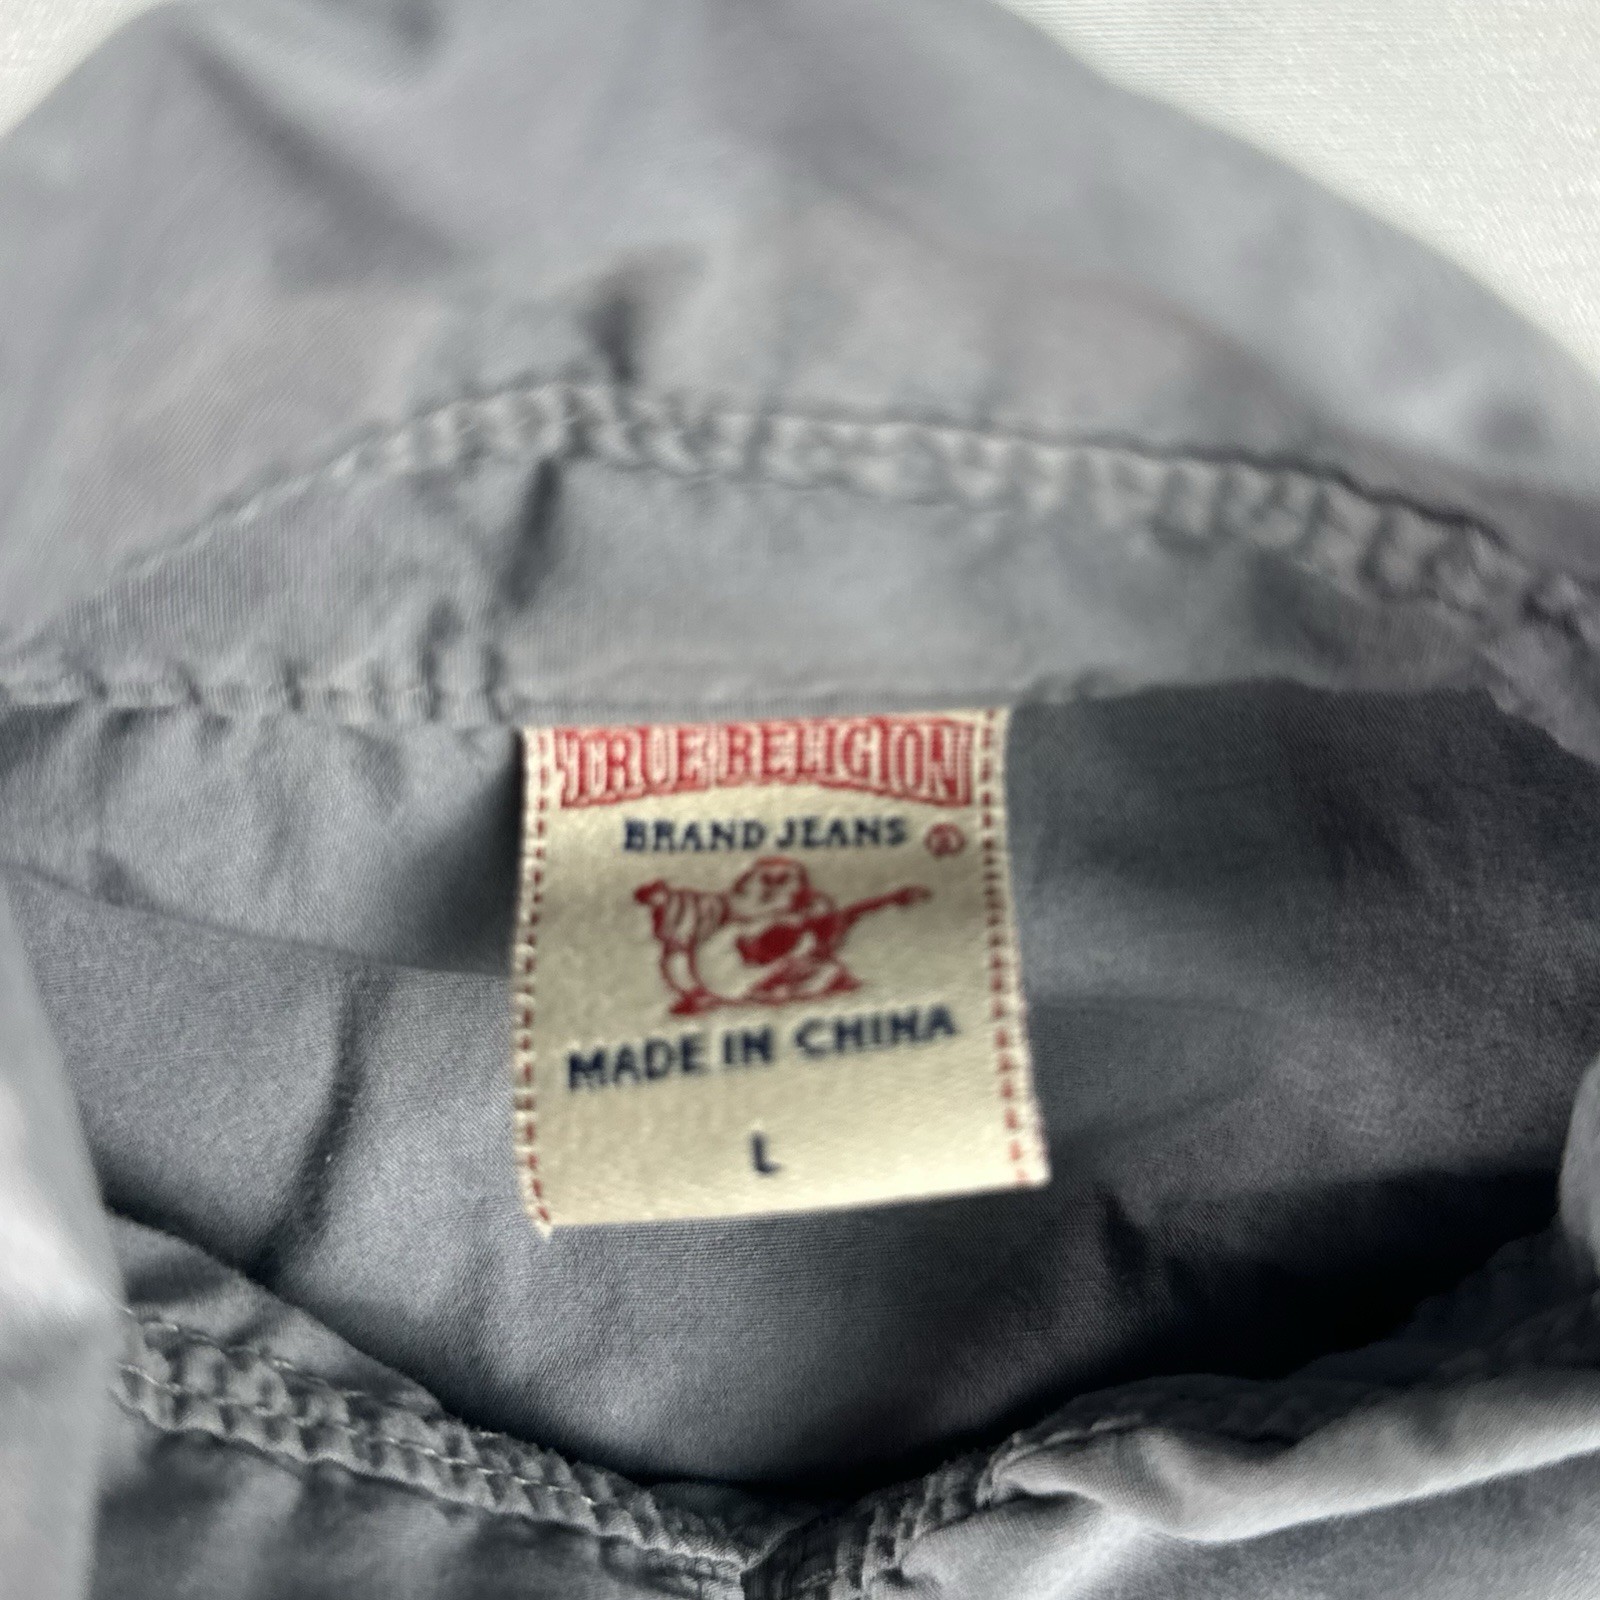 TRUE RELIGION
BRAND JEANS ®
MADE IN CHINA
L